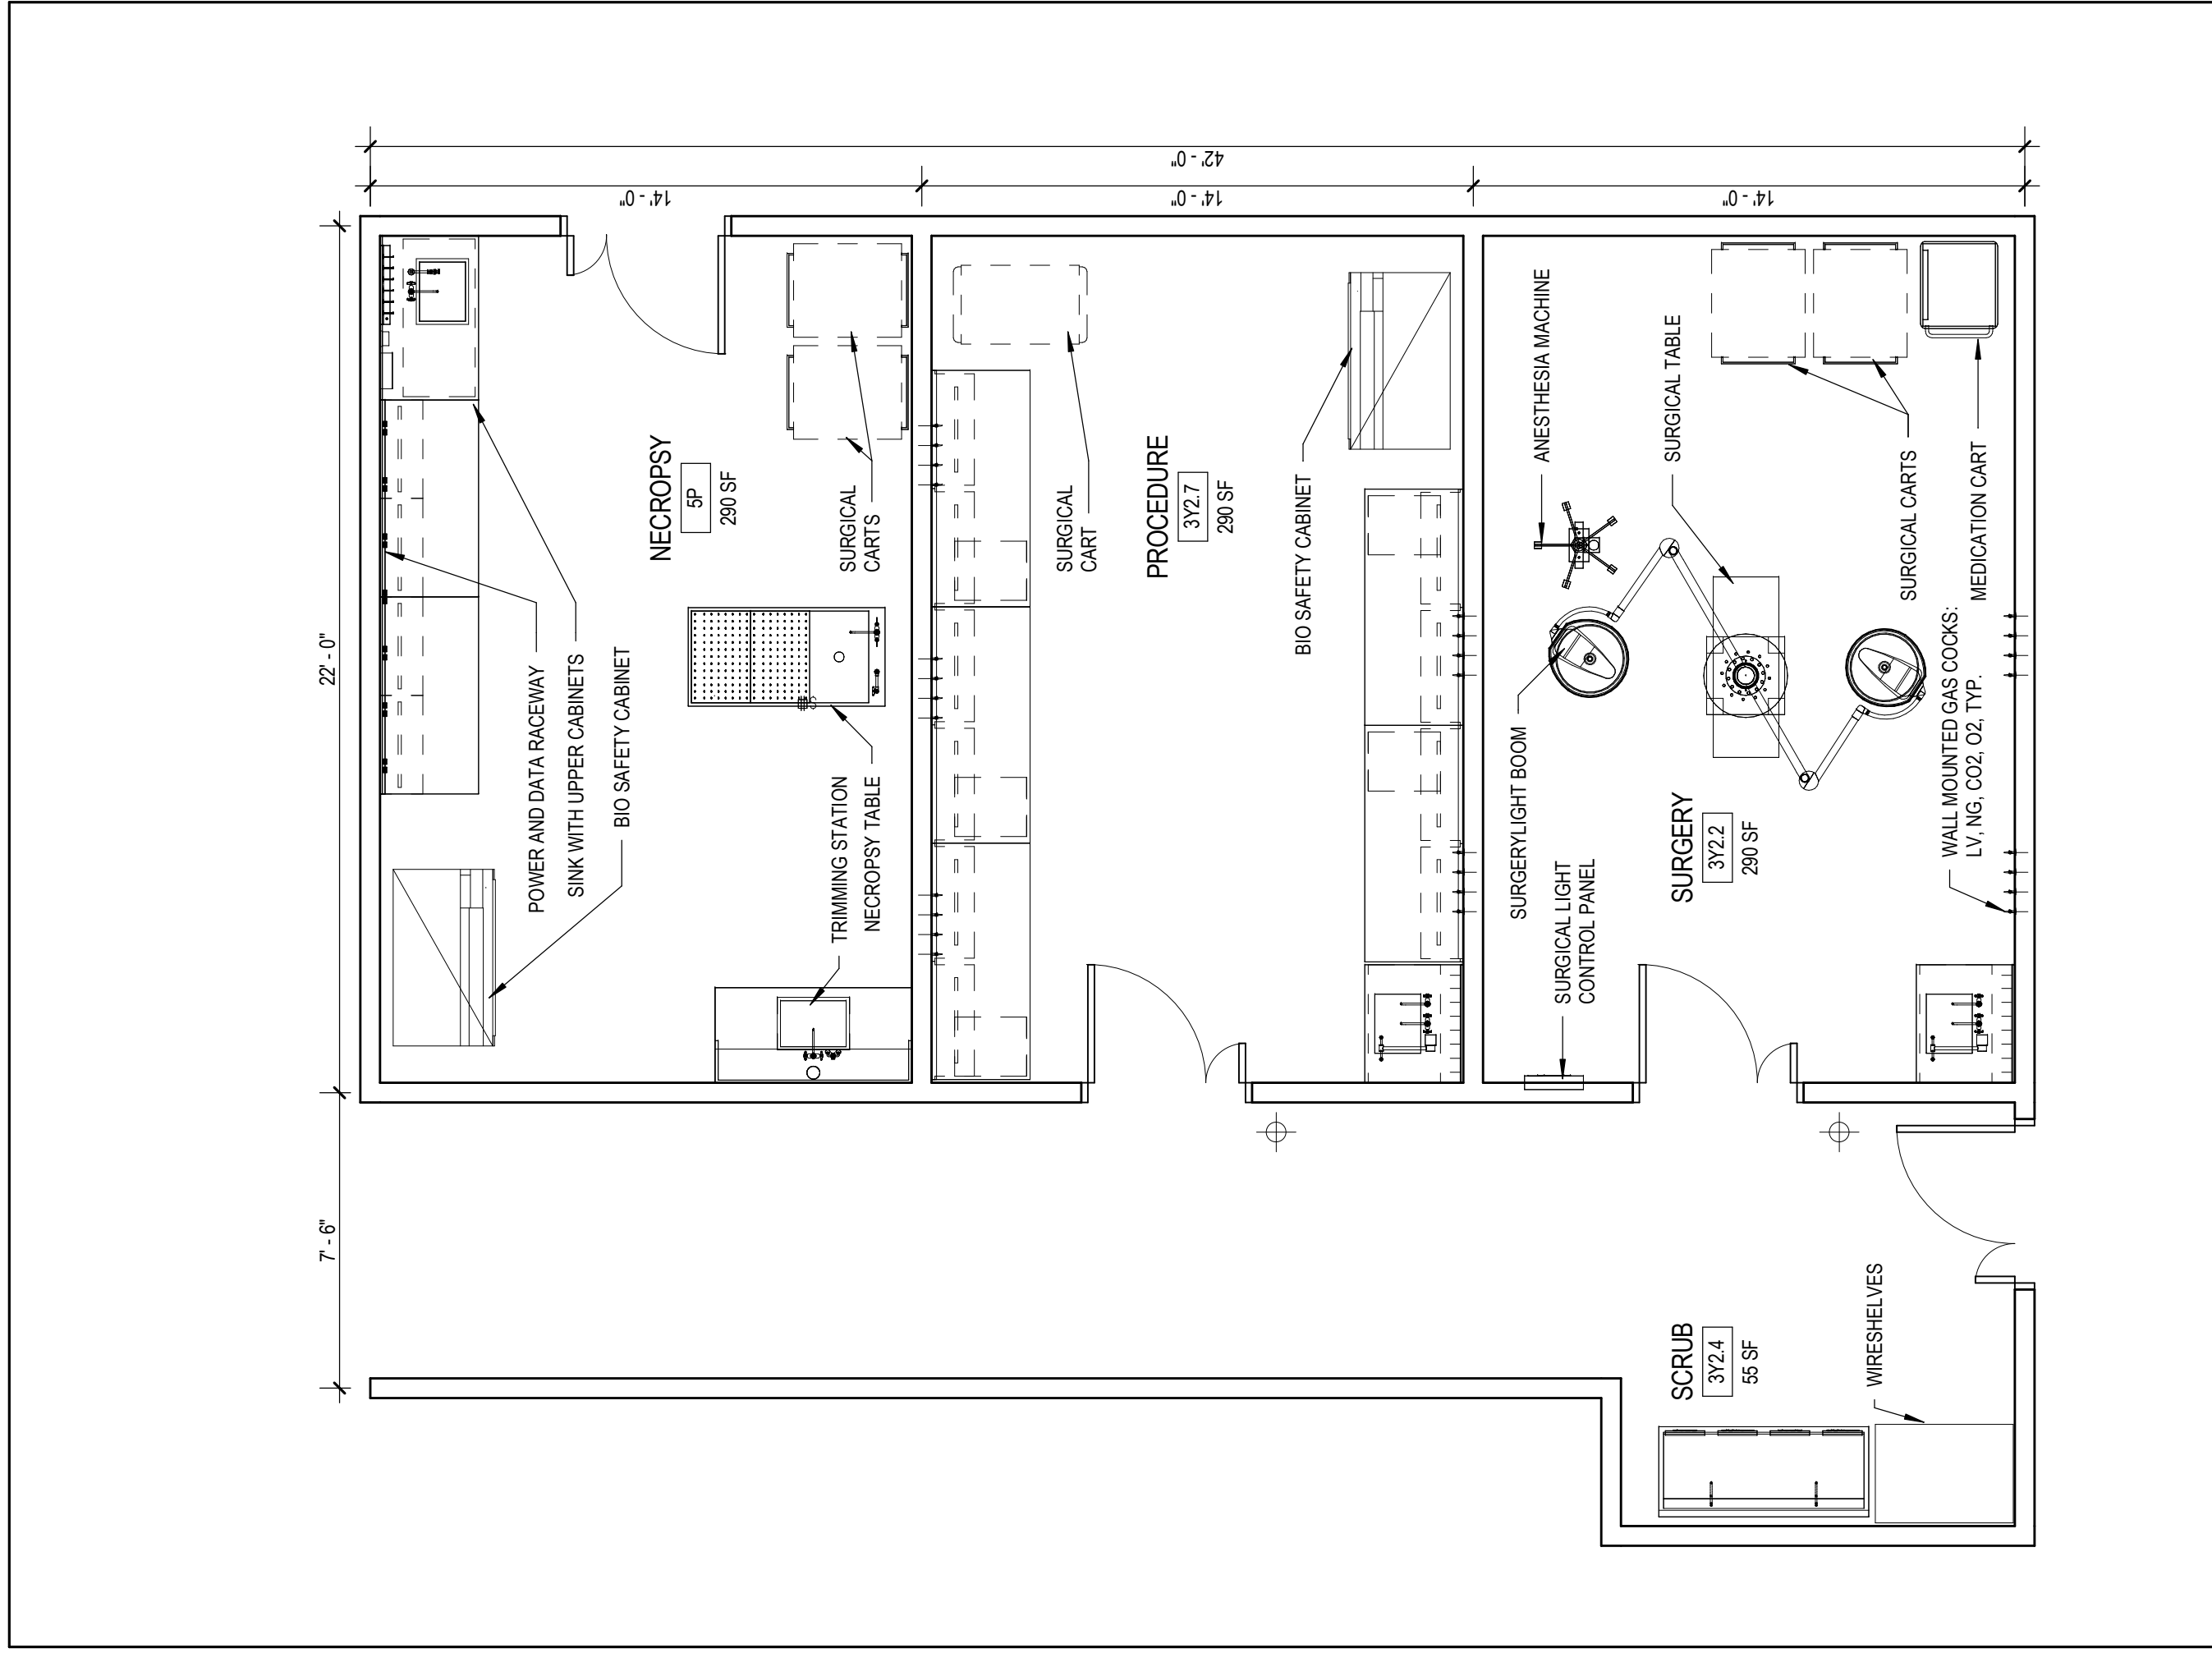 22' - 0"
7' - 6"
42' - 0"
14' - 0"
14' - 0"
14' - 0"
NECROPSY
5P
290 SF
POWER AND DATA RACEWAY
SINK WITH UPPER CABINETS
BIO SAFETY CABINET
SURGICAL
CARTS
TRIMMING STATION
NECROPSY TABLE
PROCEDURE
3Y2.7
290 SF
SURGICAL
CART
BIO SAFETY CABINET
SURGERY
3Y2.2
290 SF
ANESTHESIA MACHINE
SURGICAL TABLE
SURGERYLIGHT BOOM
SURGICAL LIGHT
CONTROL PANEL
SURGICAL CARTS
MEDICATION CART
WALL MOUNTED GAS COCKS:
LV, NG, CO2, O2, TYP.
SCRUB
3Y2.4
55 SF
WIRESHELVES